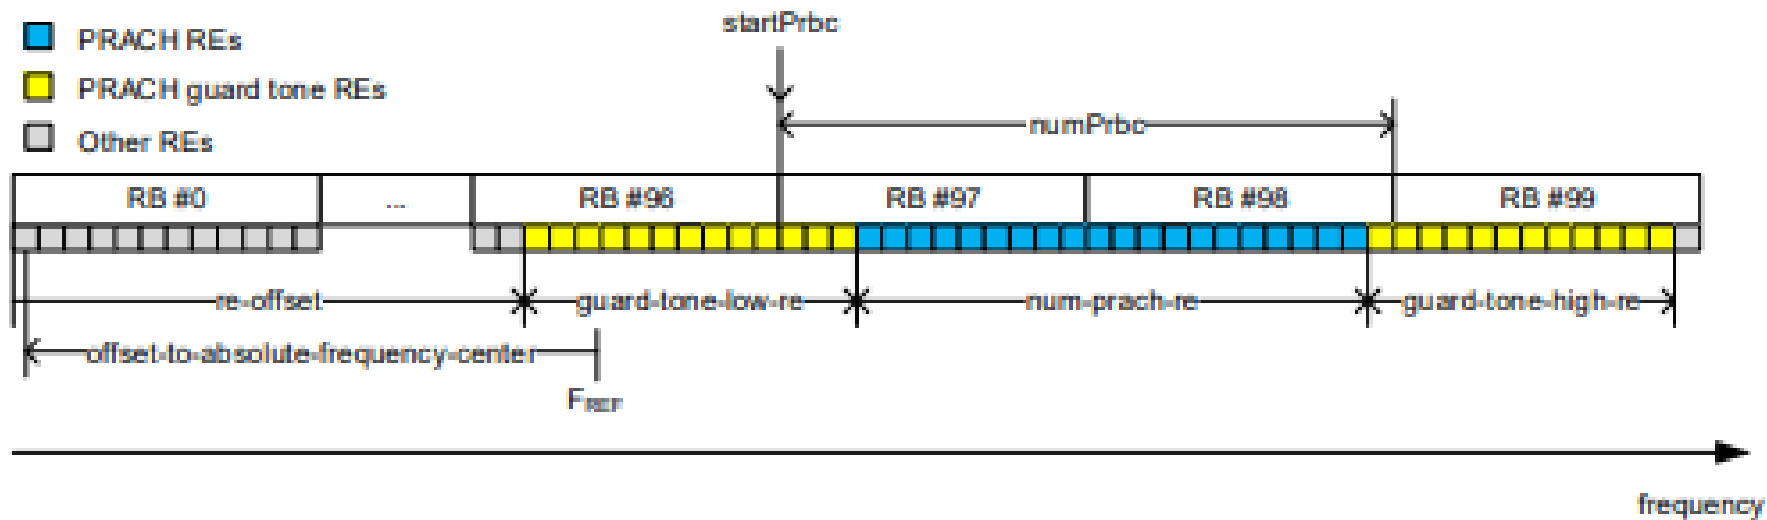 startPrbc
PRACH REs
PRACH guard tone REs
Other REs
numPrbc
RB #0
...
RB #96
RB #97
RB #98
RB #99
re-offset
guard-tone-low-re
num-prach-re
guard-tone-high-re
offset-to-absolute-frequency-center
FREF
frequency